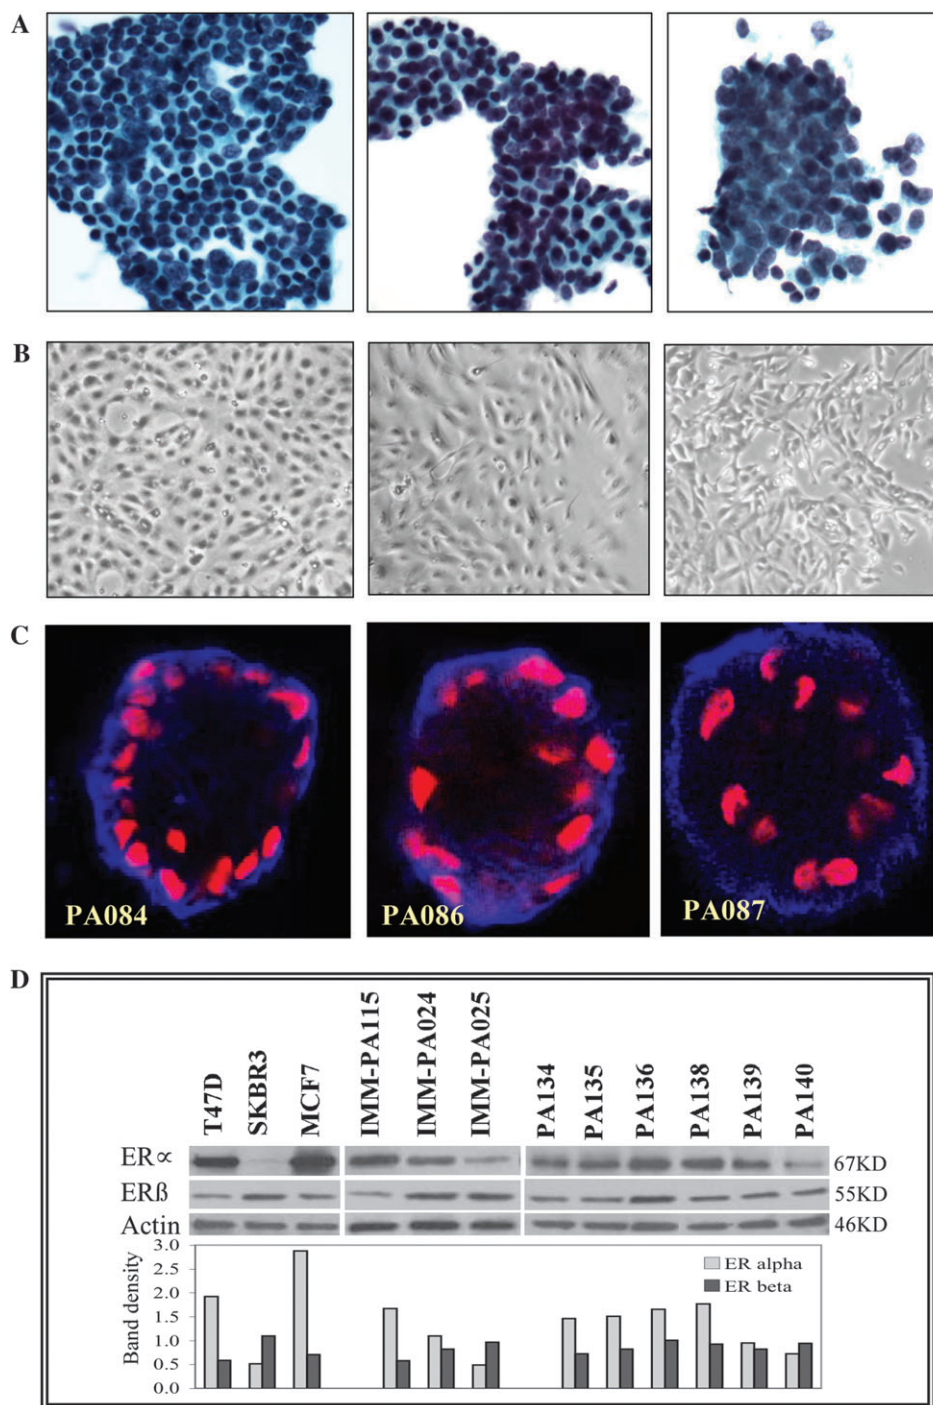 A
B
C
PA084
PA086
PA087
D
T47D
SKBR3
MCF7
IMM-PA115
IMM-PA024
IMM-PA025
PA134
PA135
PA136
PA138
PA139
PA140
ER∝
67KD
ERß
55KD
Actin
46KD
Band density
3.0
2.5
2.0
1.5
1.0
0.5
0.0
ER alpha
ER beta